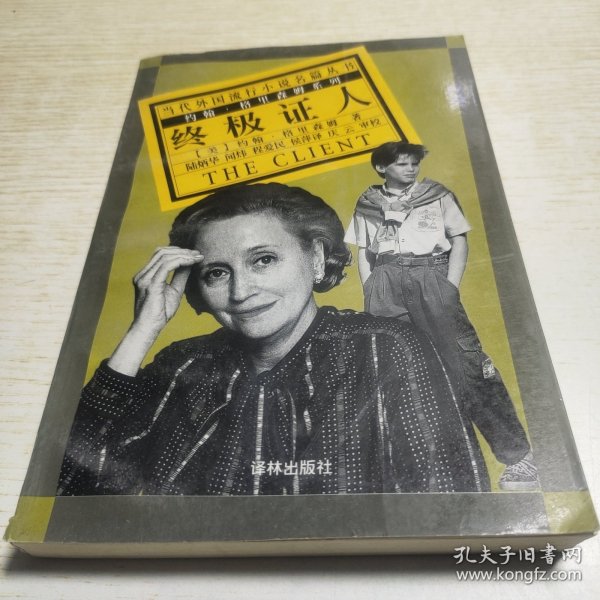 当代外国流行小说名篇丛书
约翰·格里森姆系列
终极证人
[美]约翰·格里森姆 著
陆炳华 何纬 程爱民 侯萍译 庆云 审校
THE CLIENT
译林出版社
孔夫子旧书网
www.kongfz.com